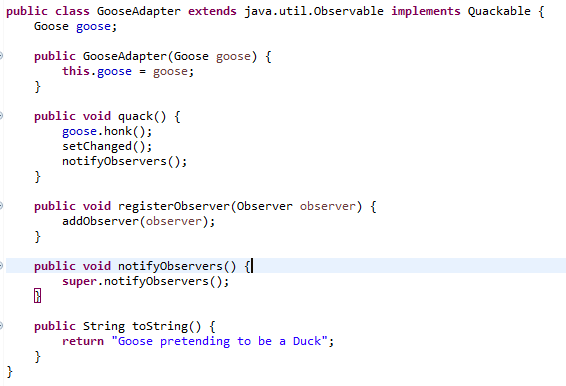 public class GooseAdapter extends java.util.Observable implements Quackable {
    Goose goose;

    public GooseAdapter(Goose goose) {
        this.goose = goose;
    }

    public void quack() {
        goose.honk();
        setChanged();
        notifyObservers();
    }

    public void registerObserver(Observer observer) {
        addObserver(observer);
    }

    public void notifyObservers() {
        super.notifyObservers();
    }

    public String toString() {
        return "Goose pretending to be a Duck";
    }
}